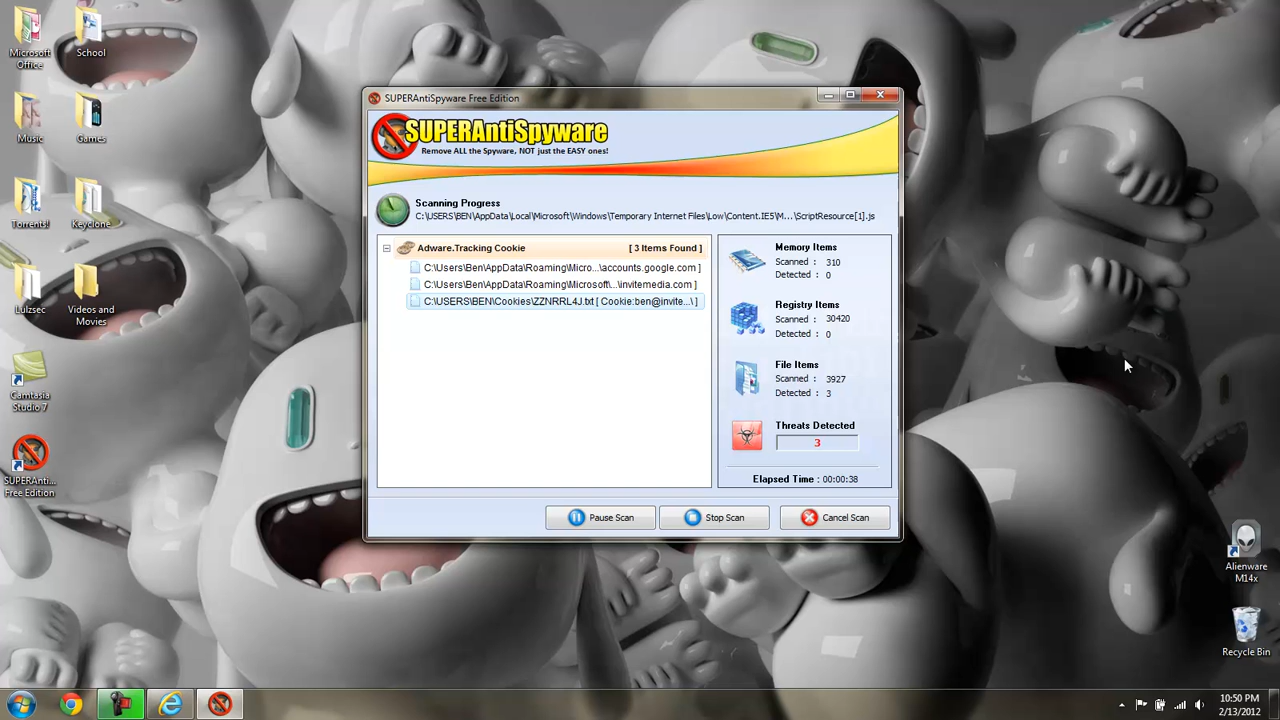 Microsoft
Office
School
Music
Games
Torrents!
Keyclone
Lulzsec
Videos and
Movies
Camtasia
Studio 7
SUPERAnti...
Free Edition
SUPERAntiSpyware Free Edition
SUPERAntiSpyware
Remove ALL the Spyware, NOT just the EASY ones!
Scanning Progress
C:\USERS\BEN\AppData\Local\Microsoft\Windows\Temporary Internet Files\Low\Content.IE5\M...\ScriptResource[1].js
Adware.Tracking Cookie [ 3 Items Found ]
C:\Users\Ben\AppData\Roaming\Micro...\accounts.google.com ]
C:\Users\Ben\AppData\Roaming\Microsoft\...\invitemedia.com ]
C:\USERS\BEN\Cookies\ZZNRRL4J.txt [ Cookie:ben@invite...\ ]
Memory Items
Scanned : 310
Detected : 0
Registry Items
Scanned : 30420
Detected : 0
File Items
Scanned : 3927
Detected : 3
Threats Detected
3
Elapsed Time : 00:00:38
Pause Scan
Stop Scan
Cancel Scan
Alienware
M14x
Recycle Bin
10:50 PM
2/13/2012